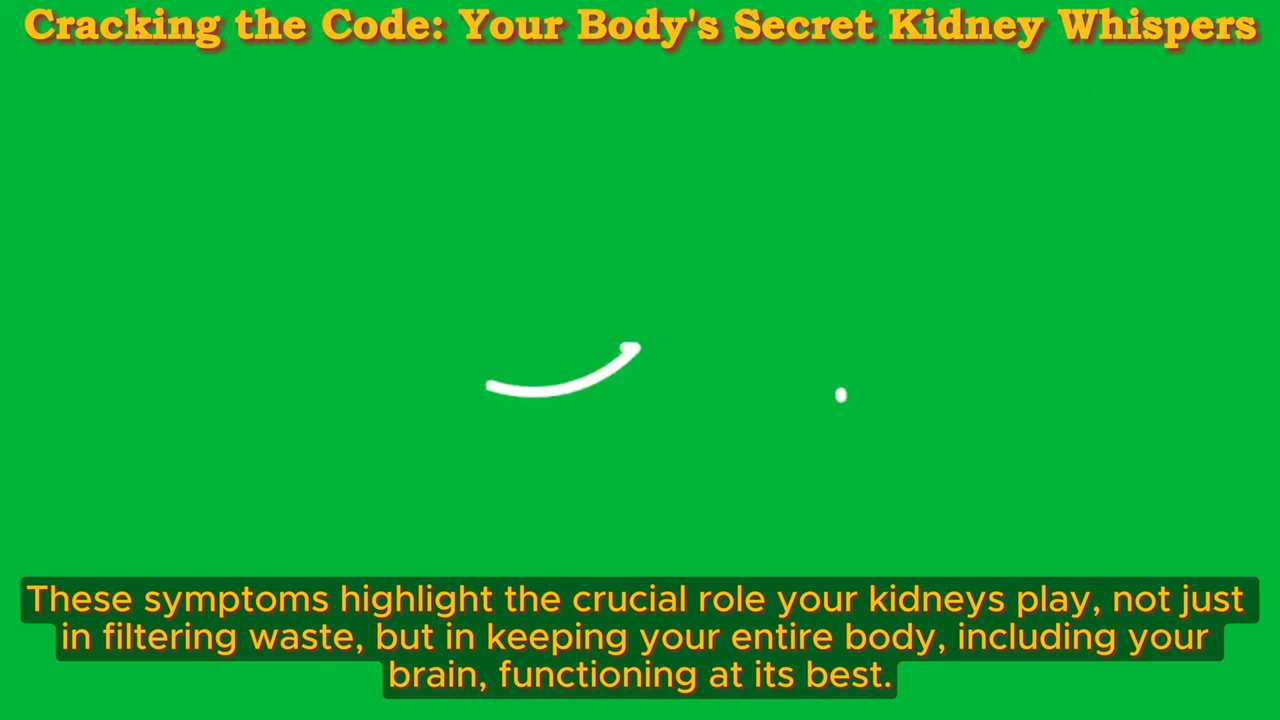 Cracking the Code: Your Body's Secret Kidney Whispers
These symptoms highlight the crucial role your kidneys play, not just
in filtering waste, but in keeping your entire body, including your
brain, functioning at its best.